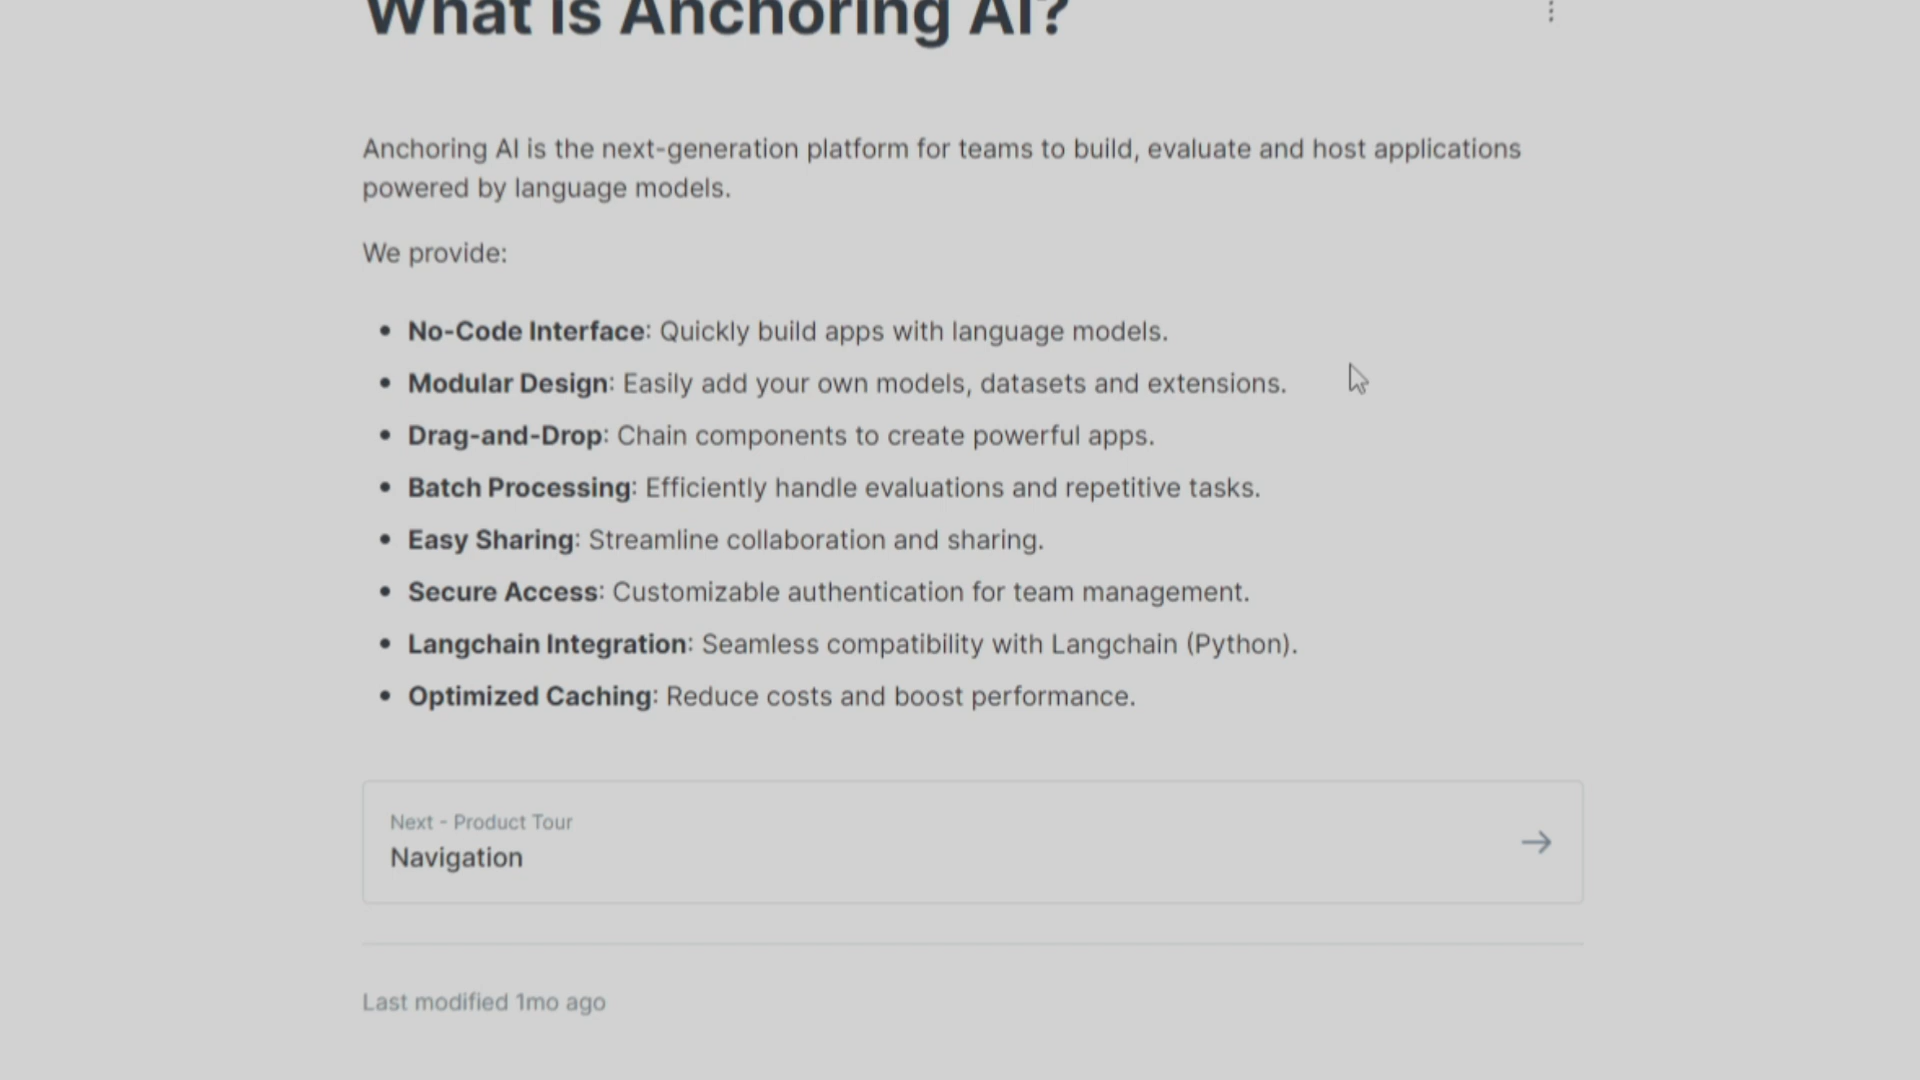 What is Anchoring AI?
Anchoring AI is the next-generation platform for teams to build, evaluate and host applications
powered by language models.
We provide:
• No-Code Interface: Quickly build apps with language models.
• Modular Design: Easily add your own models, datasets and extensions.
• Drag-and-Drop: Chain components to create powerful apps.
• Batch Processing: Efficiently handle evaluations and repetitive tasks.
• Easy Sharing: Streamline collaboration and sharing.
• Secure Access: Customizable authentication for team management.
• Langchain Integration: Seamless compatibility with Langchain (Python).
• Optimized Caching: Reduce costs and boost performance.
Next - Product Tour
Navigation
Last modified 1mo ago